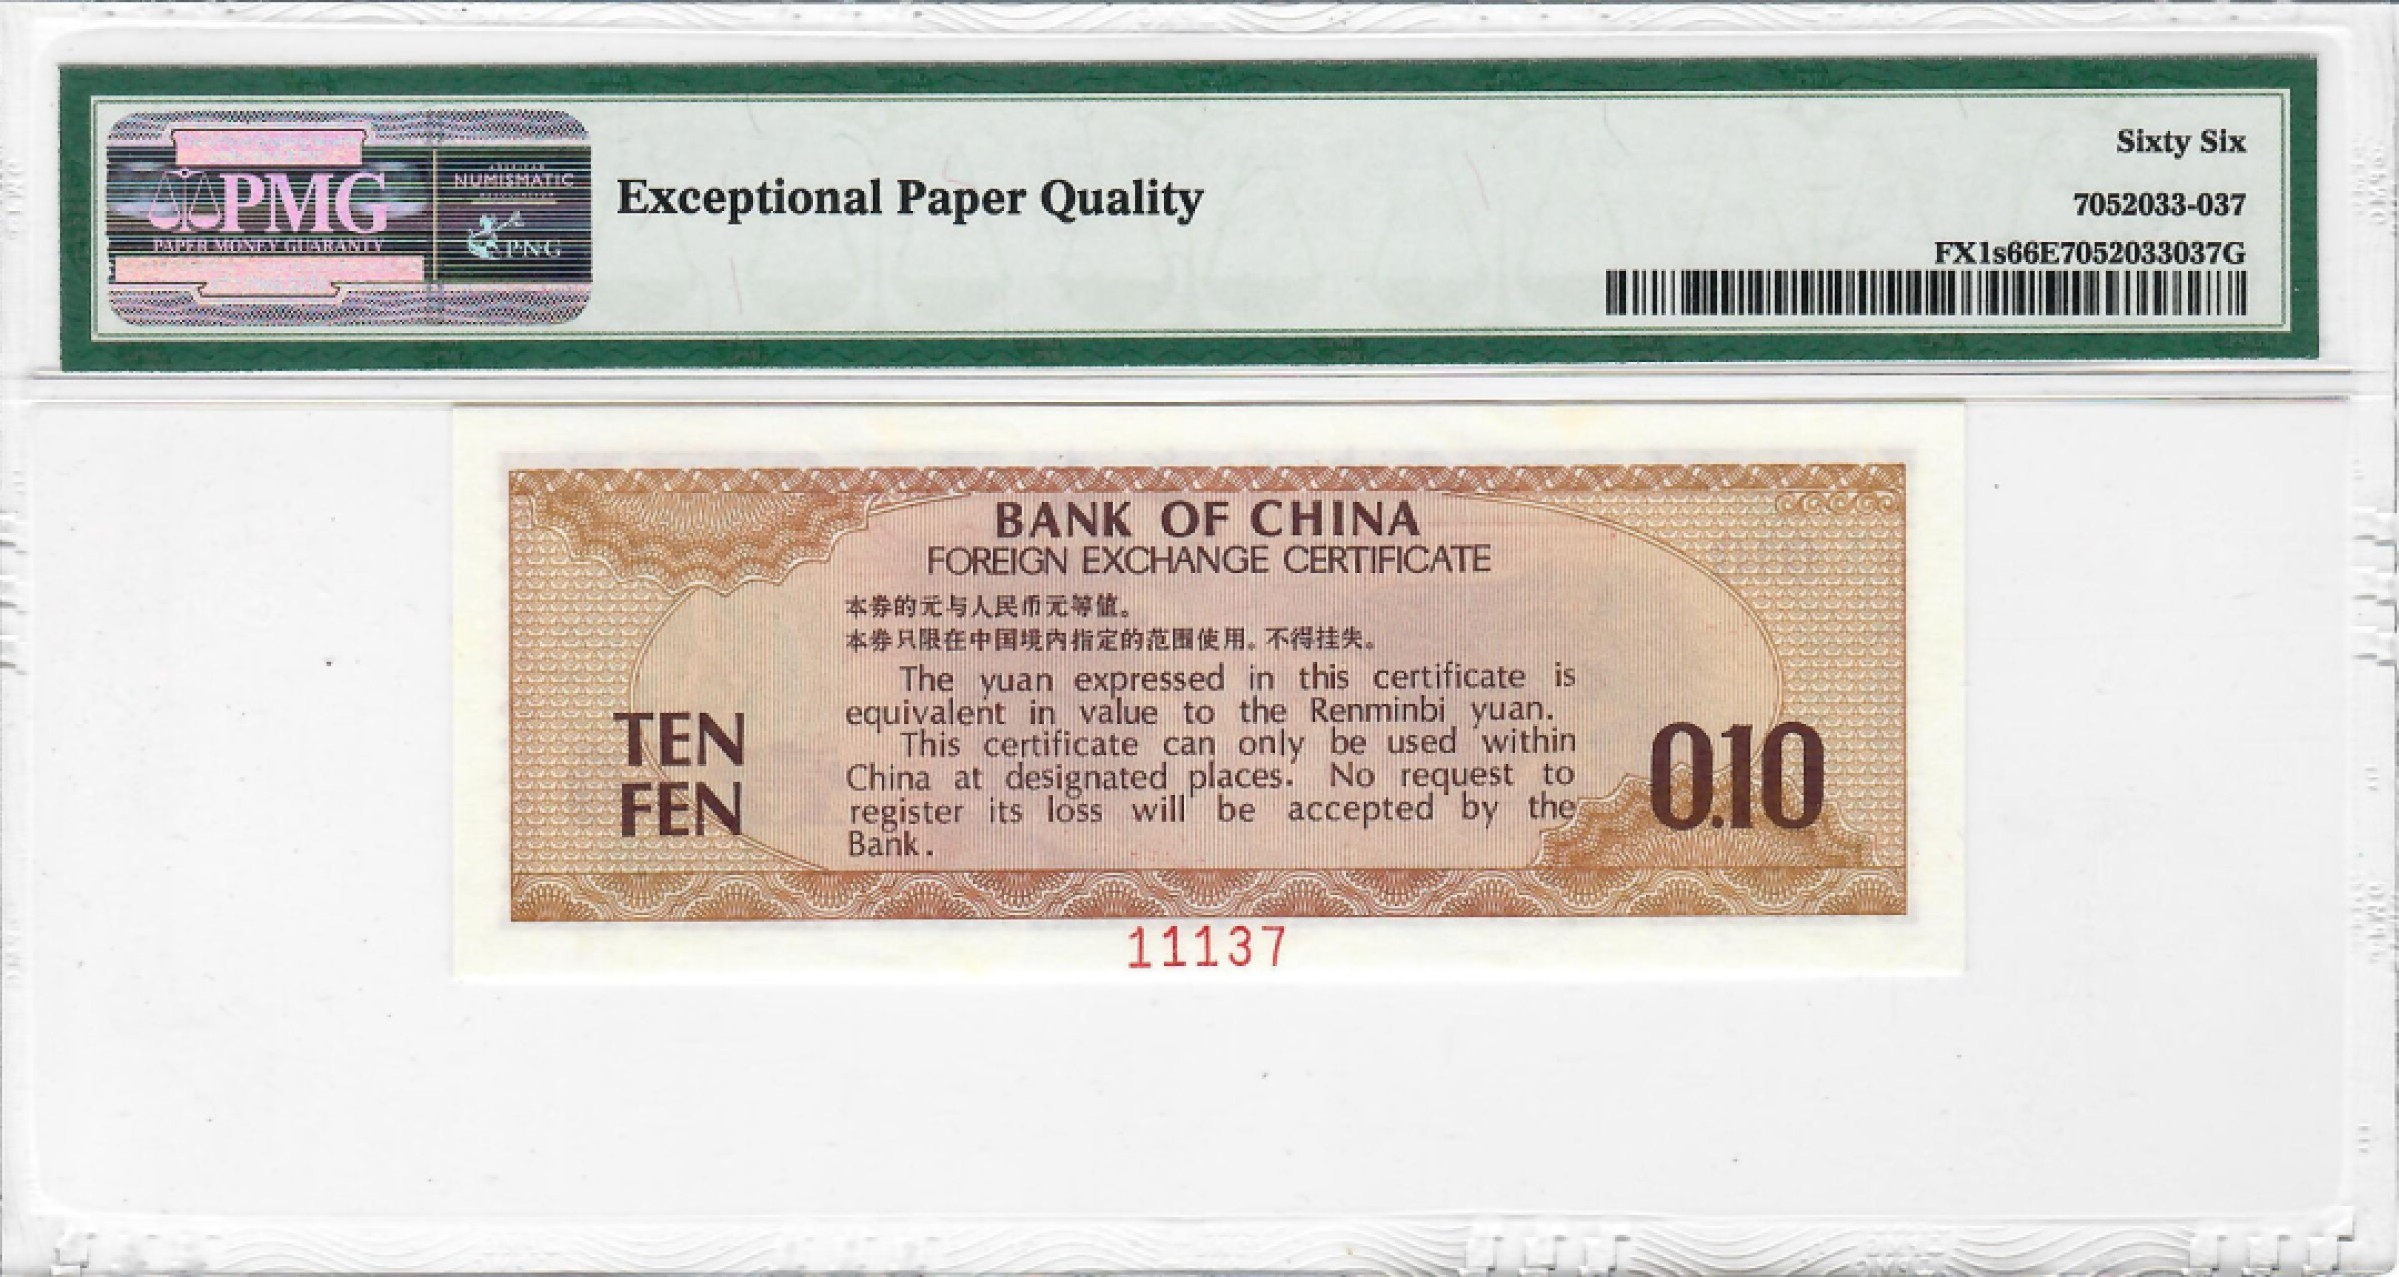 Sixty Six
PMG
PAPER MONEY GUARANTY
NUMISMATIC
PNG
Exceptional Paper Quality
7052033-037
FX1s66E7052033037G
BANK OF CHINA
FOREIGN EXCHANGE CERTIFICATE
本券的元与人民币元等值。
本券只限在中国境内指定的范围使用。不得挂失。
The yuan expressed in this certificate is
equivalent in value to the Renminbi yuan.
This certificate can only be used within
China at designated places. No request to
register its loss will be accepted by the
Bank.
TEN
FEN
0.10
11137